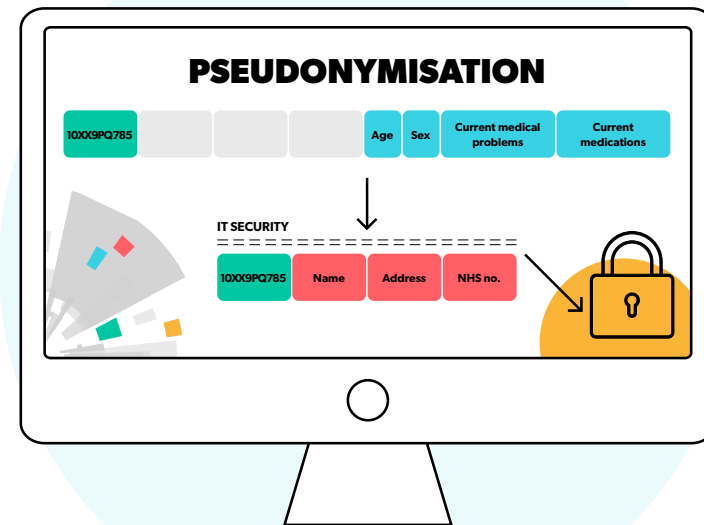 PSEUDONYMISATION
10XX9PQ785 Age Sex Current medical problems Current medications
IT SECURITY
10XX9PQ785 Name Address NHS no.